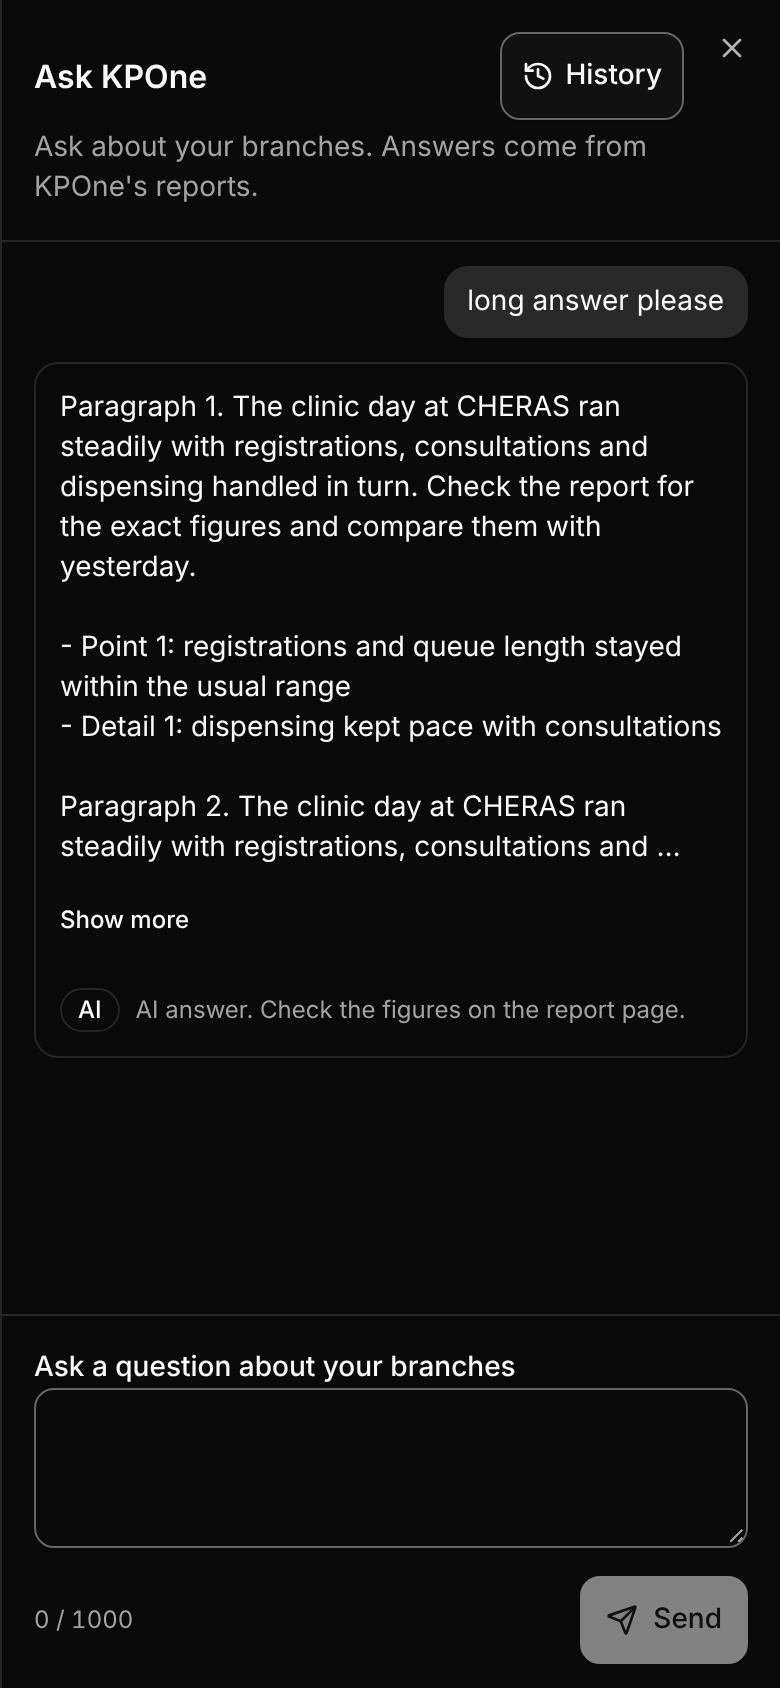 Ask KPOne
History
Ask about your branches. Answers come from
KPOne's reports.
long answer please
Paragraph 1. The clinic day at CHERAS ran
steadily with registrations, consultations and
dispensing handled in turn. Check the report for
the exact figures and compare them with
yesterday.
- Point 1: registrations and queue length stayed
within the usual range
- Detail 1: dispensing kept pace with consultations
Paragraph 2. The clinic day at CHERAS ran
steadily with registrations, consultations and ...
Show more
AI AI answer. Check the figures on the report page.
Ask a question about your branches
0 / 1000
Send